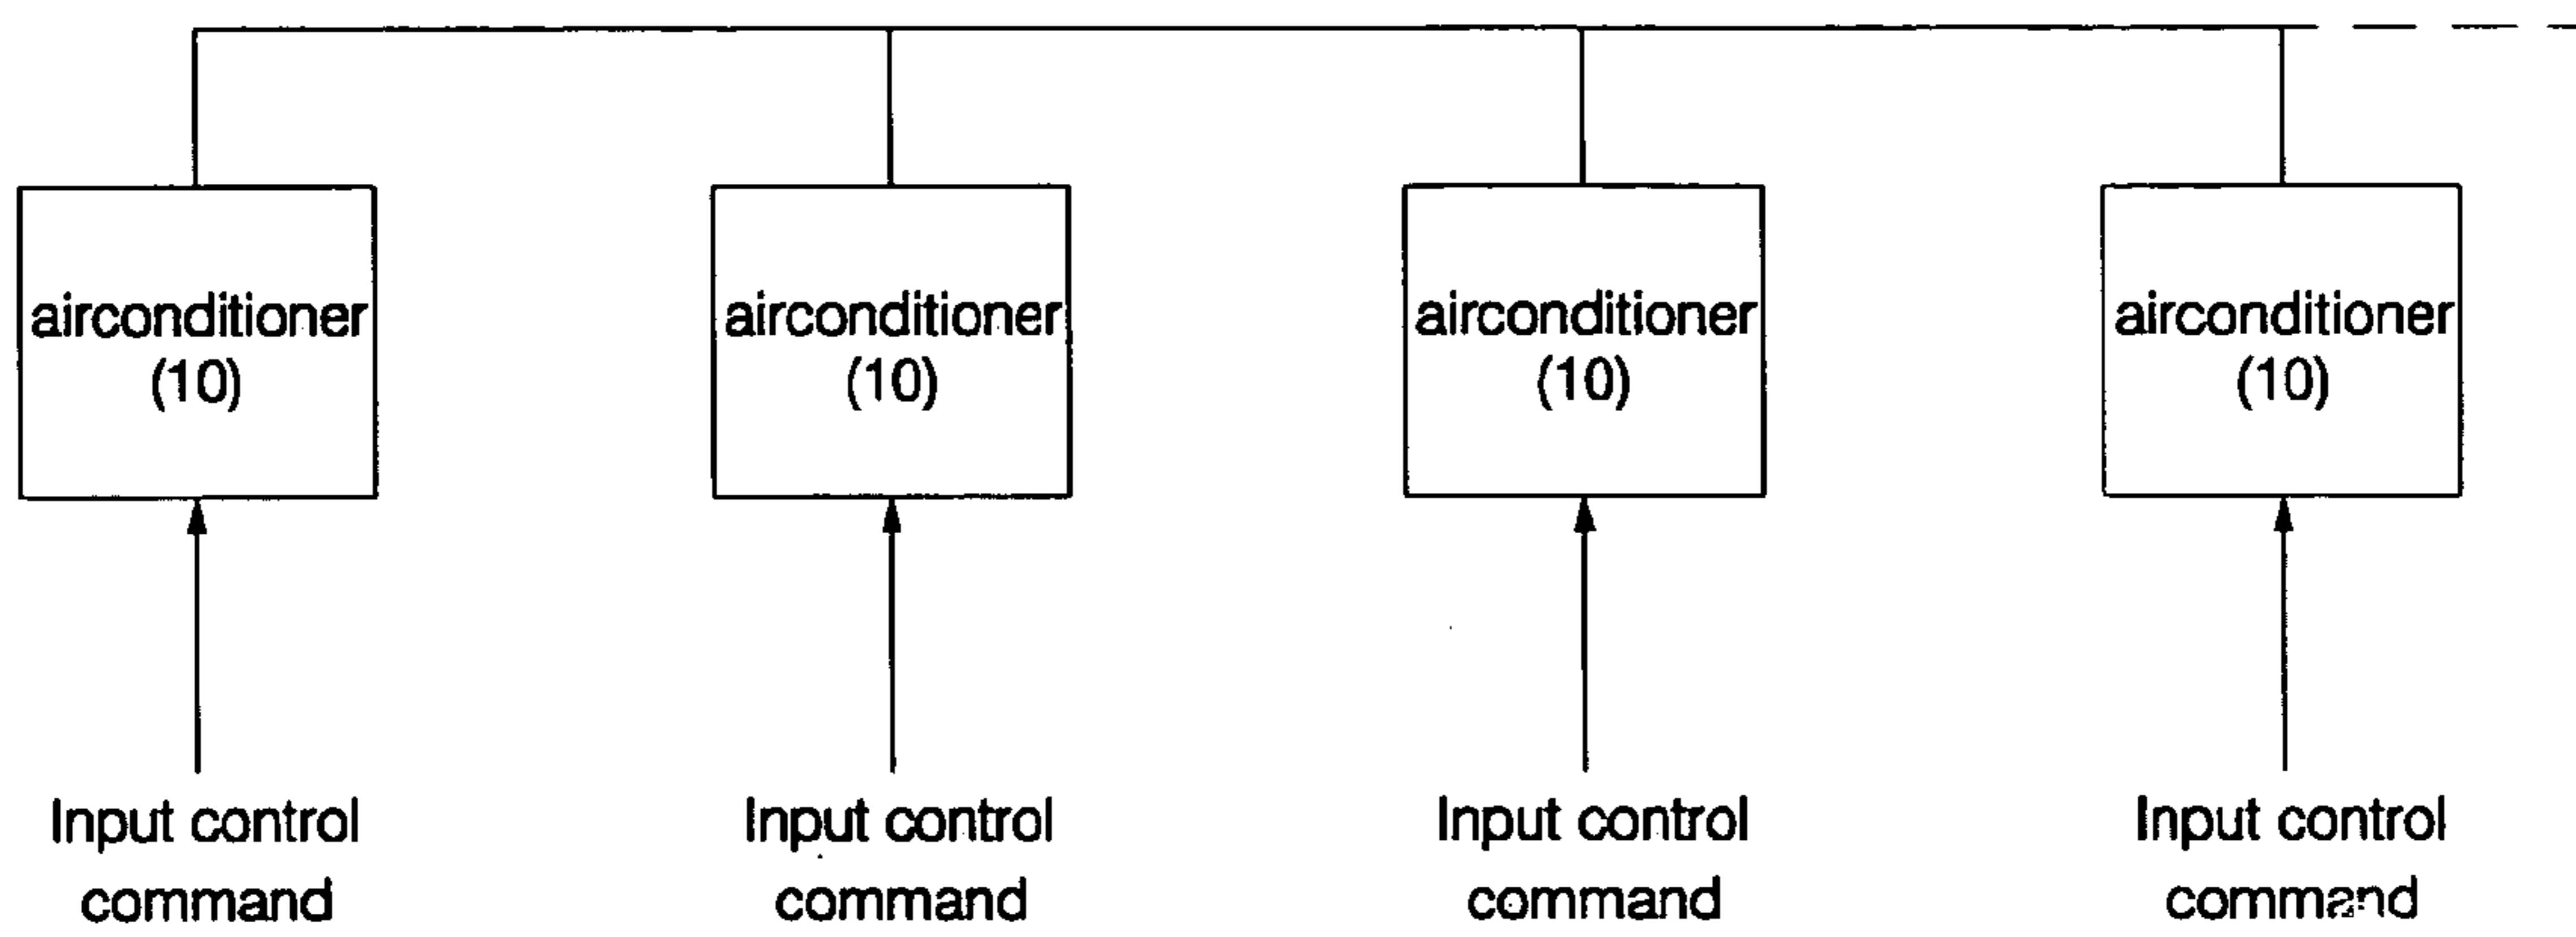 airconditioner
(10)
airconditioner
(10)
airconditioner
(10)
airconditioner
(10)
Input control
command
Input control
command
Input control
command
Input control
command